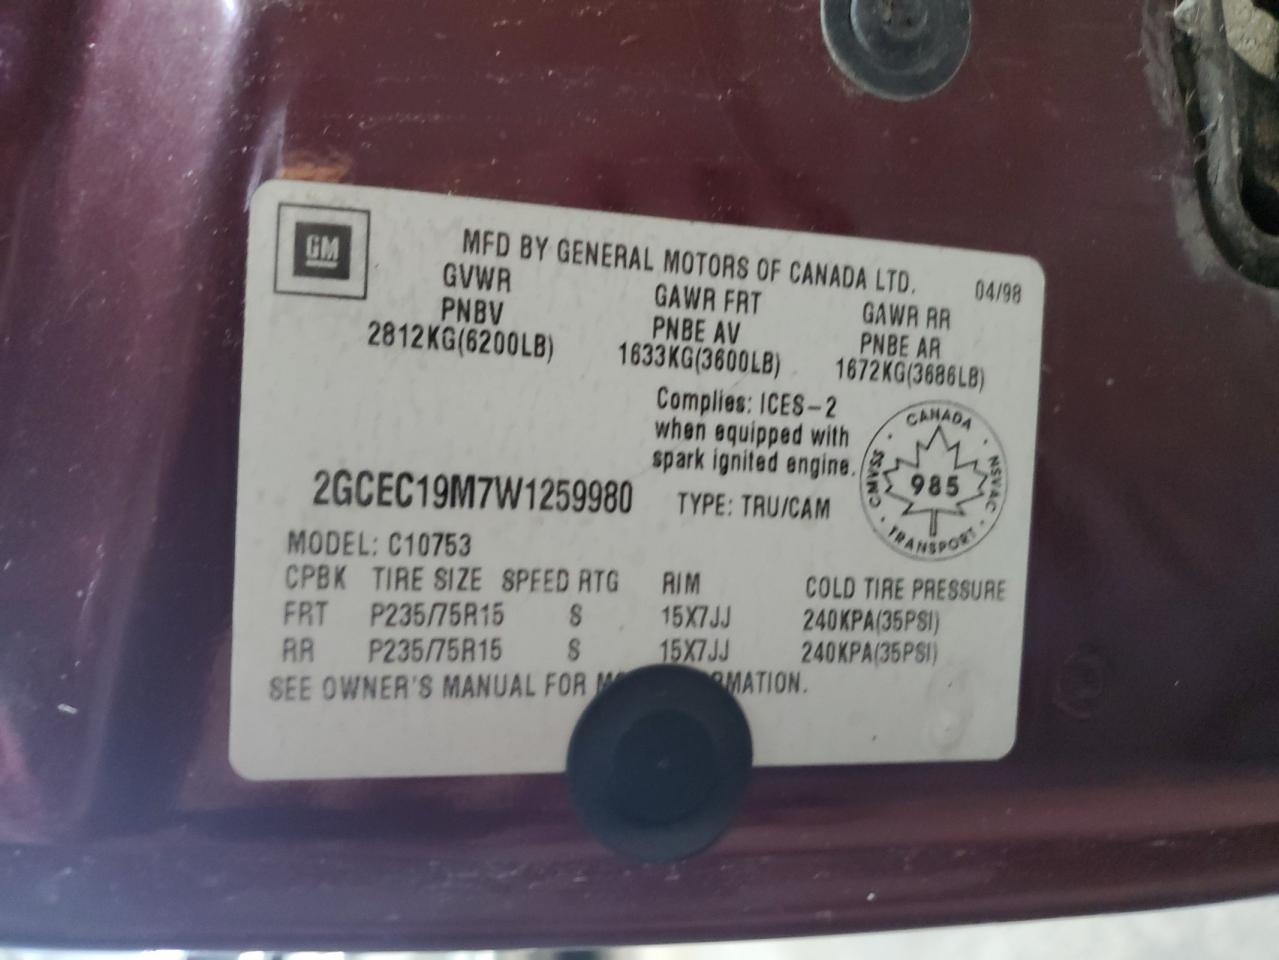 GM
MFD BY GENERAL MOTORS OF CANADA LTD.
04/98
GVWR
PNBV
2812KG(6200LB)
GAWR FRT
PNBE AV
1633KG(3600LB)
GAWR RR
PNBE AR
1672KG(3686LB)
Complies: ICES-2
when equipped with
spark ignited engine.
CANADA
CMVSS
985
NSVAC
TRANSPORT
2GCEC19M7W1259980
TYPE: TRU/CAM
MODEL: C10753
CPBK TIRE SIZE SPEED RTG RIM COLD TIRE PRESSURE
FRT P235/75R15 S 15X7JJ 240KPA(35PSI)
RR P235/75R15 S 15X7JJ 240KPA(35PSI)
SEE OWNER'S MANUAL FOR